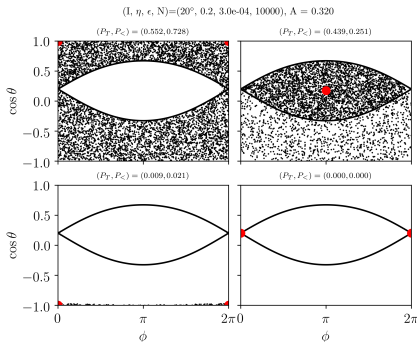 (I, η, ϵ, N)=(20°, 0.2, 3.0e-04, 10000), A = 0.320
(P_T, P_<) = (0.552, 0.728)
(P_T, P_<) = (0.439, 0.251)
1.0
0.5
0.0
−0.5
−1.0
cos θ
(P_T, P_<) = (0.009, 0.021)
(P_T, P_<) = (0.000, 0.000)
1.0
0.5
0.0
−0.5
−1.0
cos θ
0 π 2π 0 π 2π
ϕ ϕ